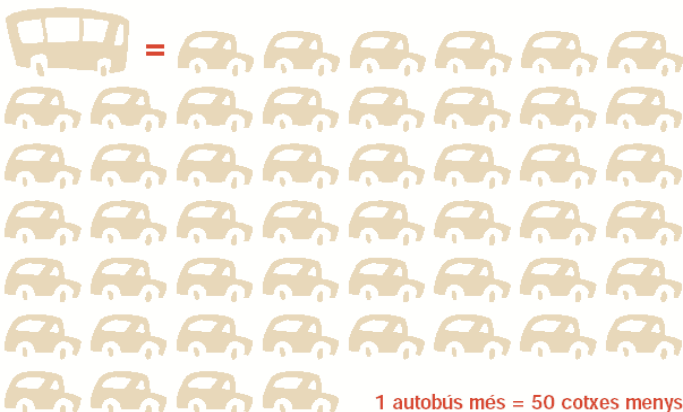 =
1 autobús més = 50 cotxes menys